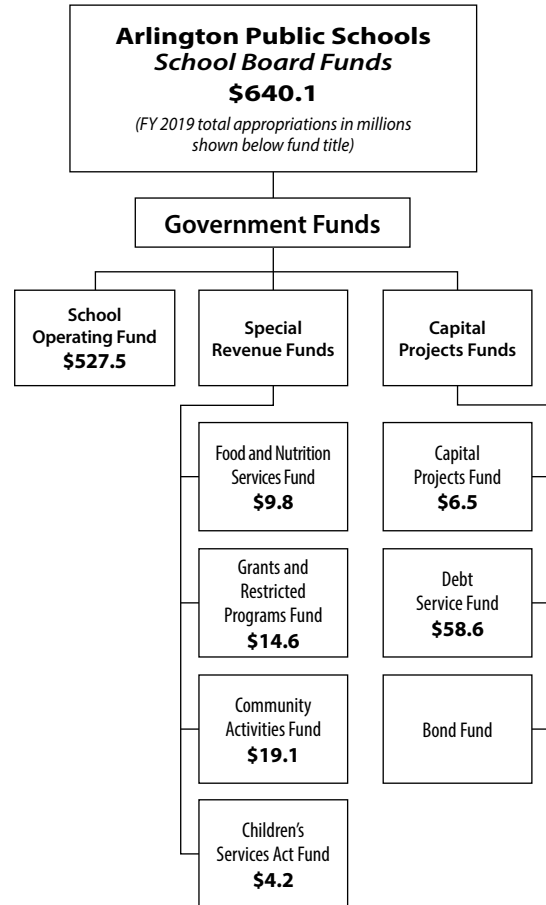 Arlington Public Schools
School Board Funds
$640.1
(FY 2019 total appropriations in millions
shown below fund title)
Government Funds
School
Operating Fund
$527.5
Special
Revenue Funds
Capital
Projects Funds
Food and Nutrition
Services Fund
$9.8
Capital
Projects Fund
$6.5
Grants and
Restricted
Programs Fund
$14.6
Debt
Service Fund
$58.6
Community
Activities Fund
$19.1
Bond Fund
Children's
Services Act Fund
$4.2